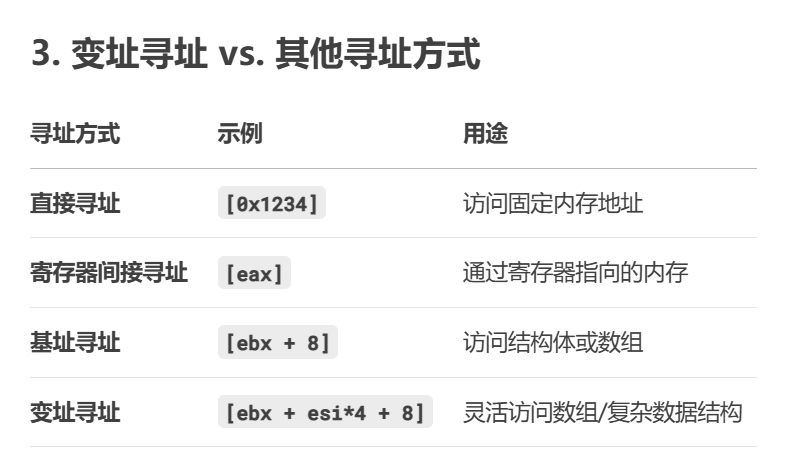 3. 变址寻址 vs. 其他寻址方式
寻址方式 示例 用途
直接寻址 [0x1234] 访问固定内存地址
寄存器间接寻址 [eax] 通过寄存器指向的内存
基址寻址 [ebx + 8] 访问结构体或数组
变址寻址 [ebx + esi*4 + 8] 灵活访问数组/复杂数据结构